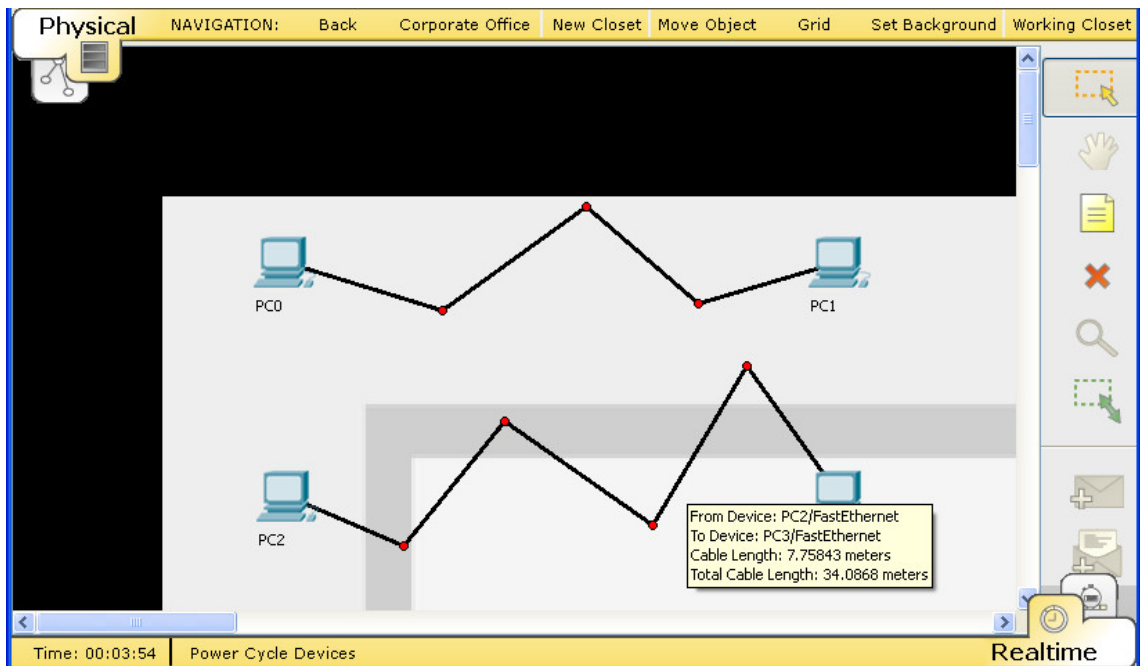 Physical NAVIGATION: Back Corporate Office New Closet Move Object Grid Set Background Working Closet
PC0
PC1
PC2
From Device: PC2/FastEthernet
To Device: PC3/FastEthernet
Cable Length: 7.75843 meters
Total Cable Length: 34.0868 meters
Time: 00:03:54 Power Cycle Devices Realtime